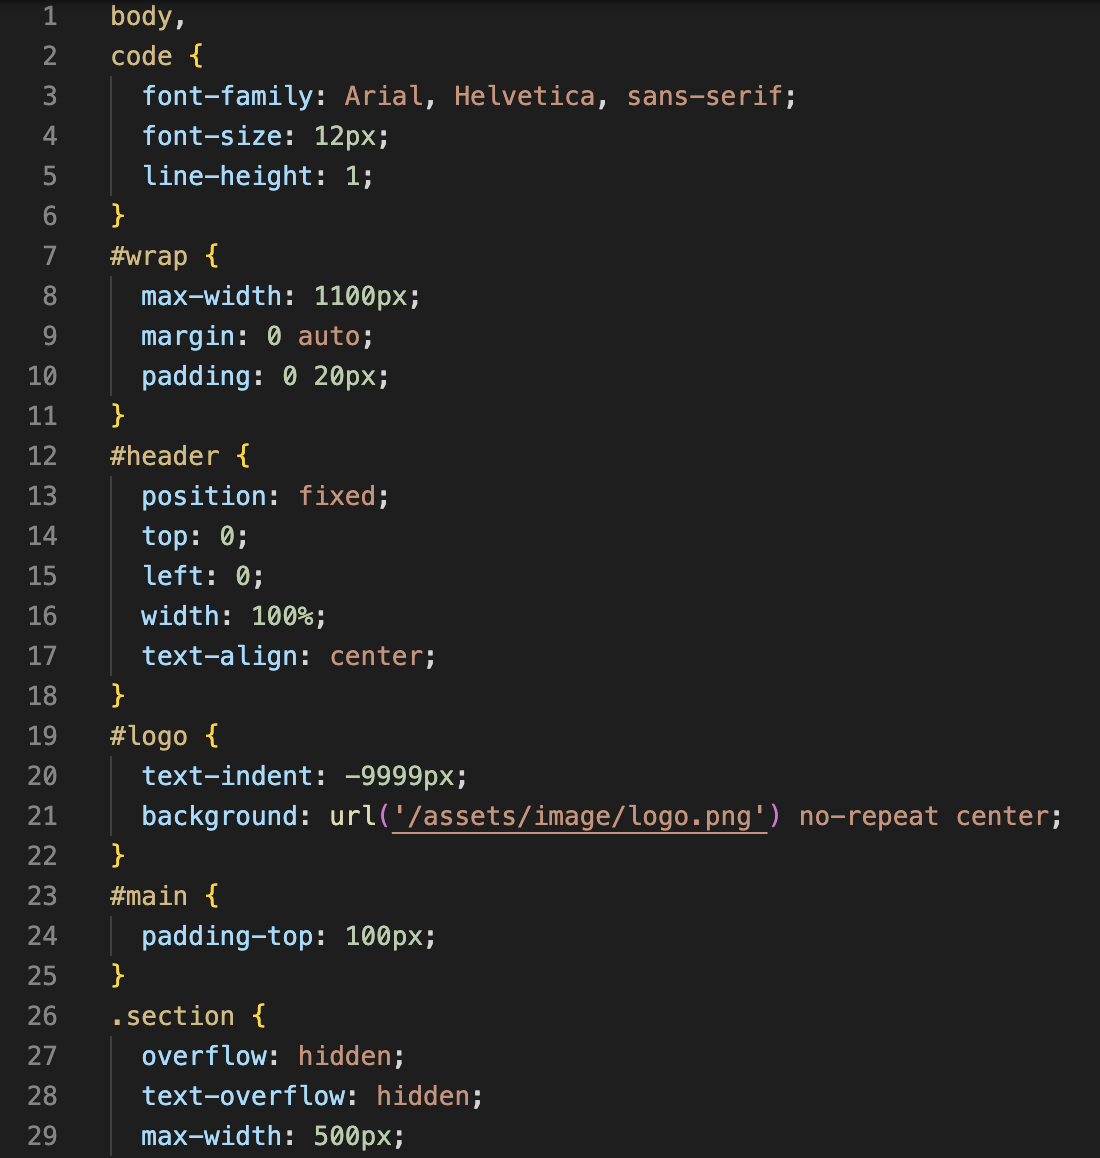 1 body,
2 code {
3 font-family: Arial, Helvetica, sans-serif;
4 font-size: 12px;
5 line-height: 1;
6 }
7 #wrap {
8 max-width: 1100px;
9 margin: 0 auto;
10 padding: 0 20px;
11 }
12 #header {
13 position: fixed;
14 top: 0;
15 left: 0;
16 width: 100%;
17 text-align: center;
18 }
19 #logo {
20 text-indent: -9999px;
21 background: url('/assets/image/logo.png') no-repeat center;
22 }
23 #main {
24 padding-top: 100px;
25 }
26 .section {
27 overflow: hidden;
28 text-overflow: hidden;
29 max-width: 500px;